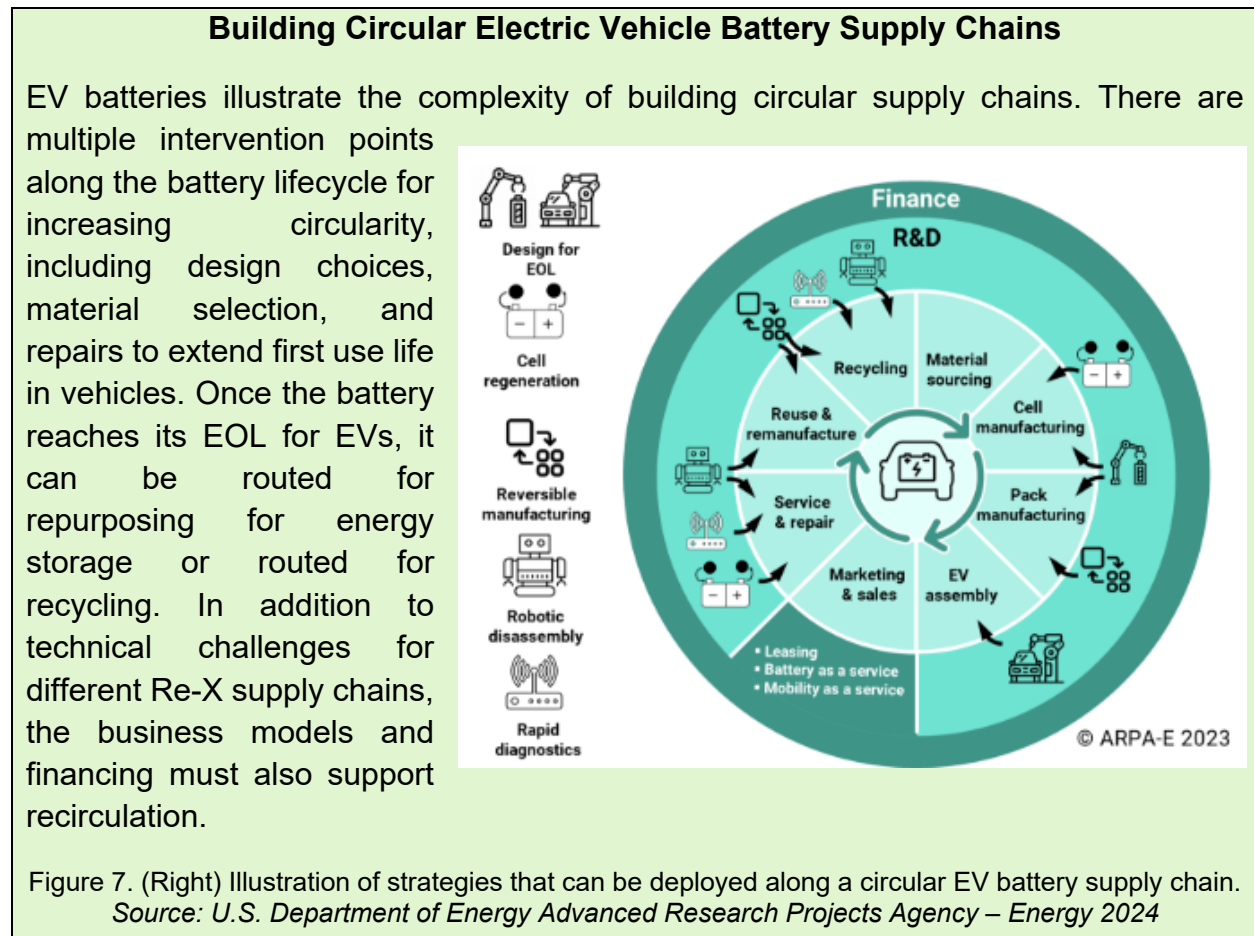 Building Circular Electric Vehicle Battery Supply Chains
EV batteries illustrate the complexity of building circular supply chains. There are
multiple intervention points
along the battery lifecycle for
increasing circularity,
including design choices,
material selection, and
repairs to extend first use life
in vehicles. Once the battery
reaches its EOL for EVs, it
can be routed for
repurposing for energy
storage or routed for
recycling. In addition to
technical challenges for
different Re-X supply chains,
the business models and
financing must also support
recirculation.
Design for
EOL
- +
Cell
regeneration
Reversible
manufacturing
Robotic
disassembly
Rapid
diagnostics
Finance
R&D
Recycling
Material
sourcing
- +
Cell
manufacturing
Pack
manufacturing
EV
assembly
Marketing
& sales
Service
& repair
- +
Reuse &
remanufacture
▪ Leasing
▪ Battery as a service
▪ Mobility as a service
© ARPA-E 2023
Figure 7. (Right) Illustration of strategies that can be deployed along a circular EV battery supply chain.
Source: U.S. Department of Energy Advanced Research Projects Agency – Energy 2024